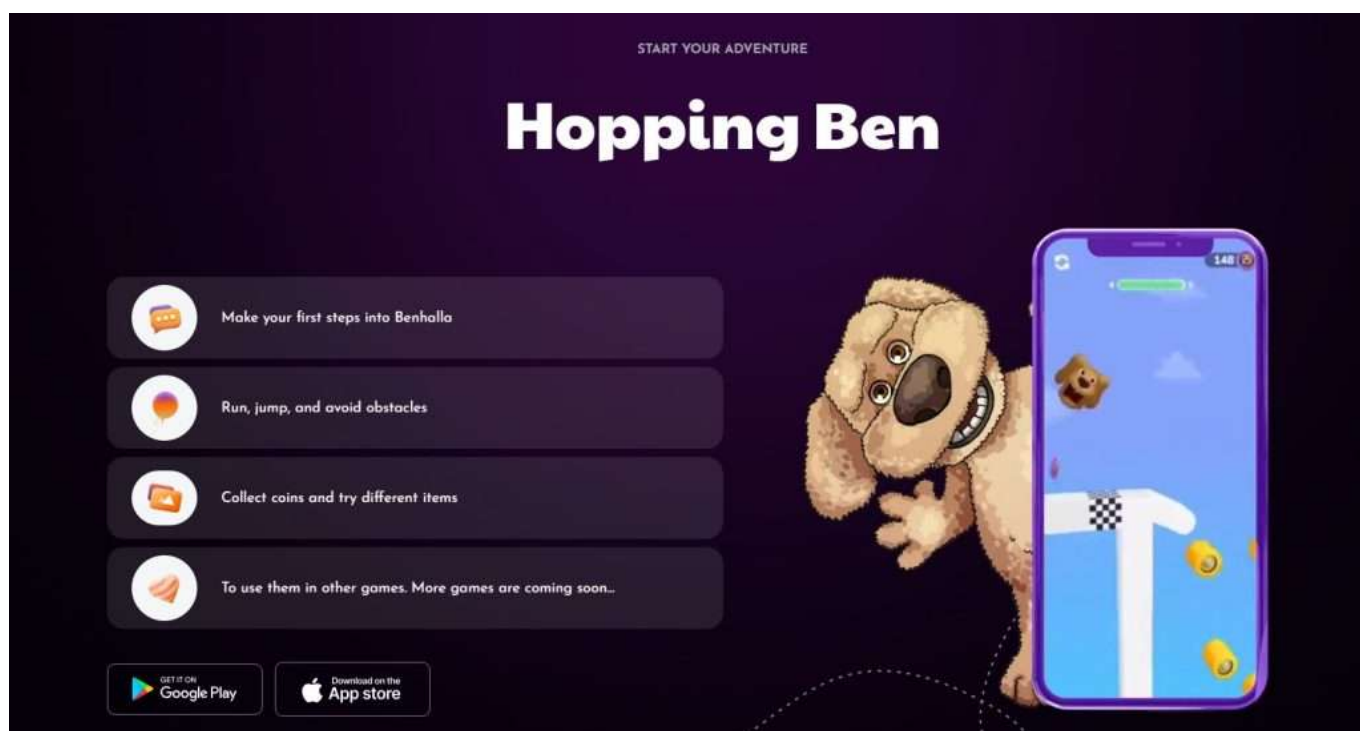 START YOUR ADVENTURE
Hopping Ben
Make your first steps into Benhalla
Run, jump, and avoid obstacles
Collect coins and try different items
To use them in other games. More games are coming soon...
GET IT ON
Google Play
Download on the
App store
148